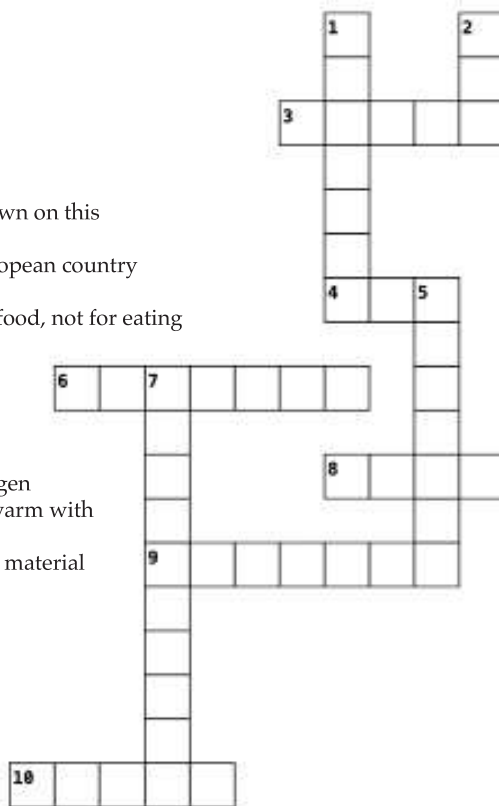 1
2
3
wn on this
opean country
4
5
food, not for eating
6
7
gen
8
varm with
9
material
10